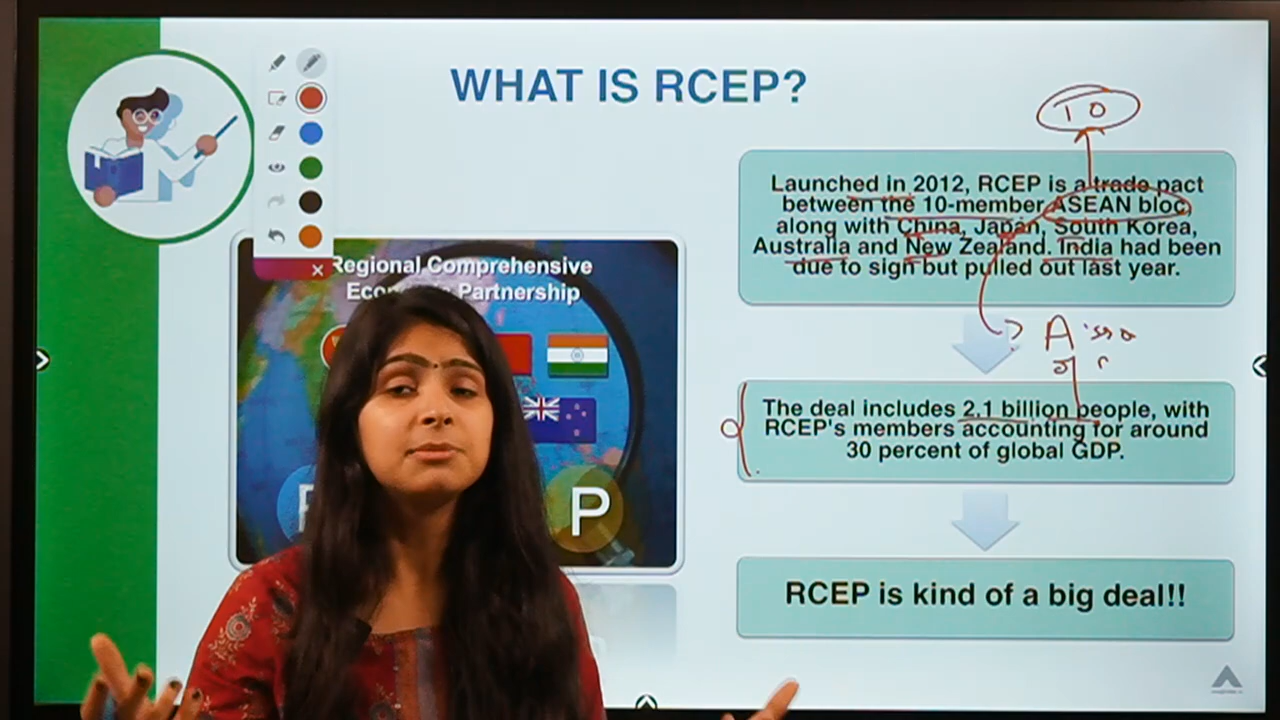 WHAT IS RCEP?
10
Launched in 2012, RCEP is a trade pact
between the 10-member ASEAN bloc,
along with China, Japan, South Korea,
Australia and New Zealand. India had been
due to sign but pulled out last year.
Regional Comprehensive
Partnership
The deal includes 2.1 billion people, with
RCEP's members accounting for around
30 percent of global GDP.
P
RCEP is kind of a big deal!!